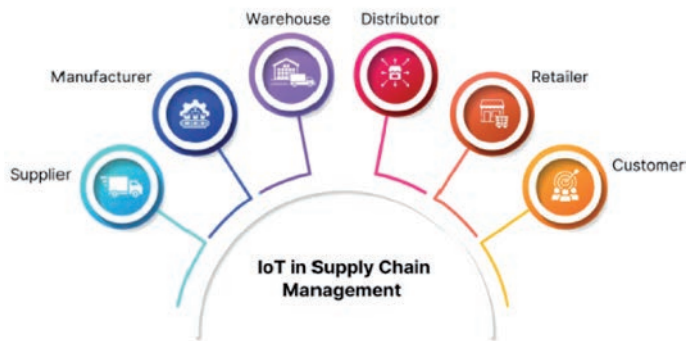 Warehouse
Distributor
Manufacturer
Retailer
Supplier
Customer
IoT in Supply Chain
Management